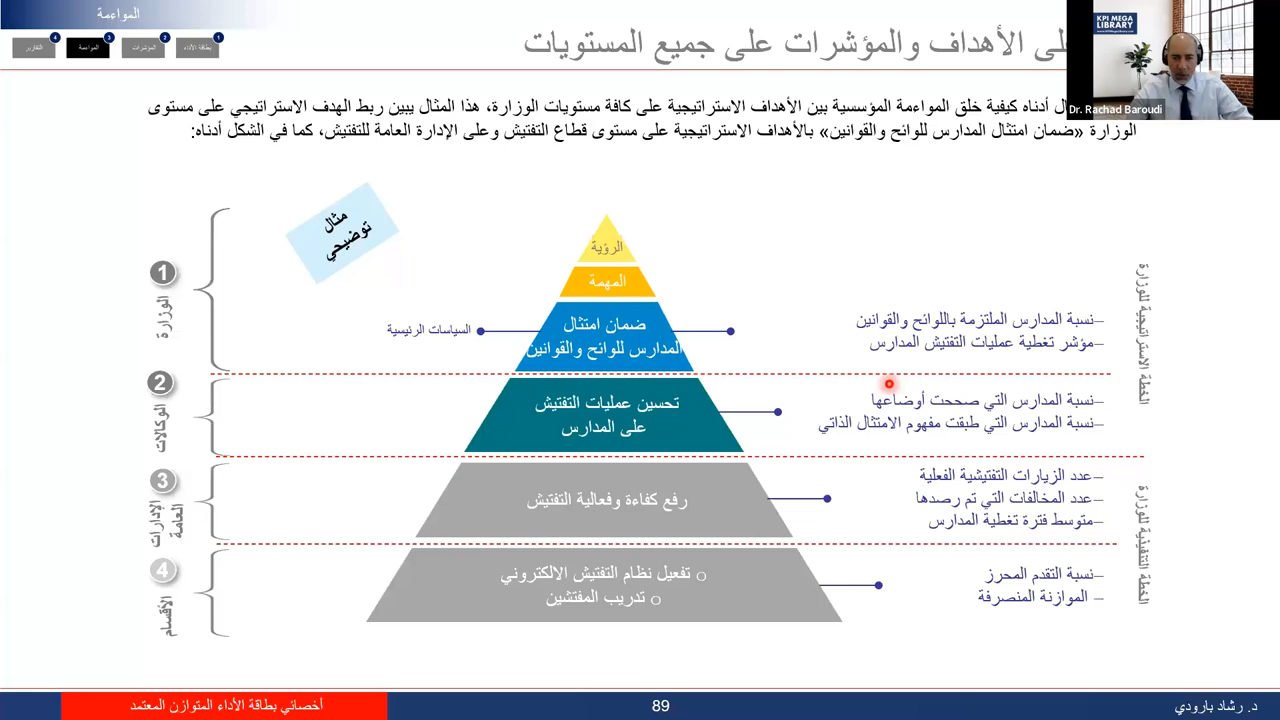 المواءمة
1
بطاقة الأداء
2
المؤشرات
3
المواءمة
4
التقارير
KPI MEGA
LIBRARY
Dr. Rachad Baroudi
على الأهداف والمؤشرات على جميع المستويات
أدناه كيفية خلق المواءمة المؤسسية بين الأهداف الاستراتيجية على كافة مستويات الوزارة، هذا المثال يبين ربط الهدف الاستراتيجي على مستوى
الوزارة «ضمان امتثال المدارس للوائح والقوانين» بالأهداف الاستراتيجية على مستوى قطاع التفتيش وعلى الإدارة العامة للتفتيش، كما في الشكل أدناه:
مثال
توضيحي
الرؤية
المهمة
الخطة الاستراتيجية للوزارة
–نسبة المدارس الملتزمة باللوائح والقوانين
–مؤشر تغطية عمليات التفتيش المدارس
ضمان امتثال
المدارس للوائح والقوانين
السياسات الرئيسية
1
الوزارة
–نسبة المدارس التي صححت أوضاعها
–نسبة المدارس التي طبقت مفهوم الامتثال الذاتي
تحسين عمليات التفتيش
على المدارس
2
الوكالات
الخطة التنفيذية للوزارة
–عدد الزيارات التفتيشية الفعلية
–عدد المخالفات التي تم رصدها
–متوسط فترة تغطية المدارس
رفع كفاءة وفعالية التفتيش
3
الإدارات
العامة
–نسبة التقدم المحرز
– الموازنة المنصرفة
o تفعيل نظام التفتيش الالكتروني
o تدريب المفتشين
4
الأقسام
د. رشاد بارودي
89
أخصائي بطاقة الأداء المتوازن المعتمد